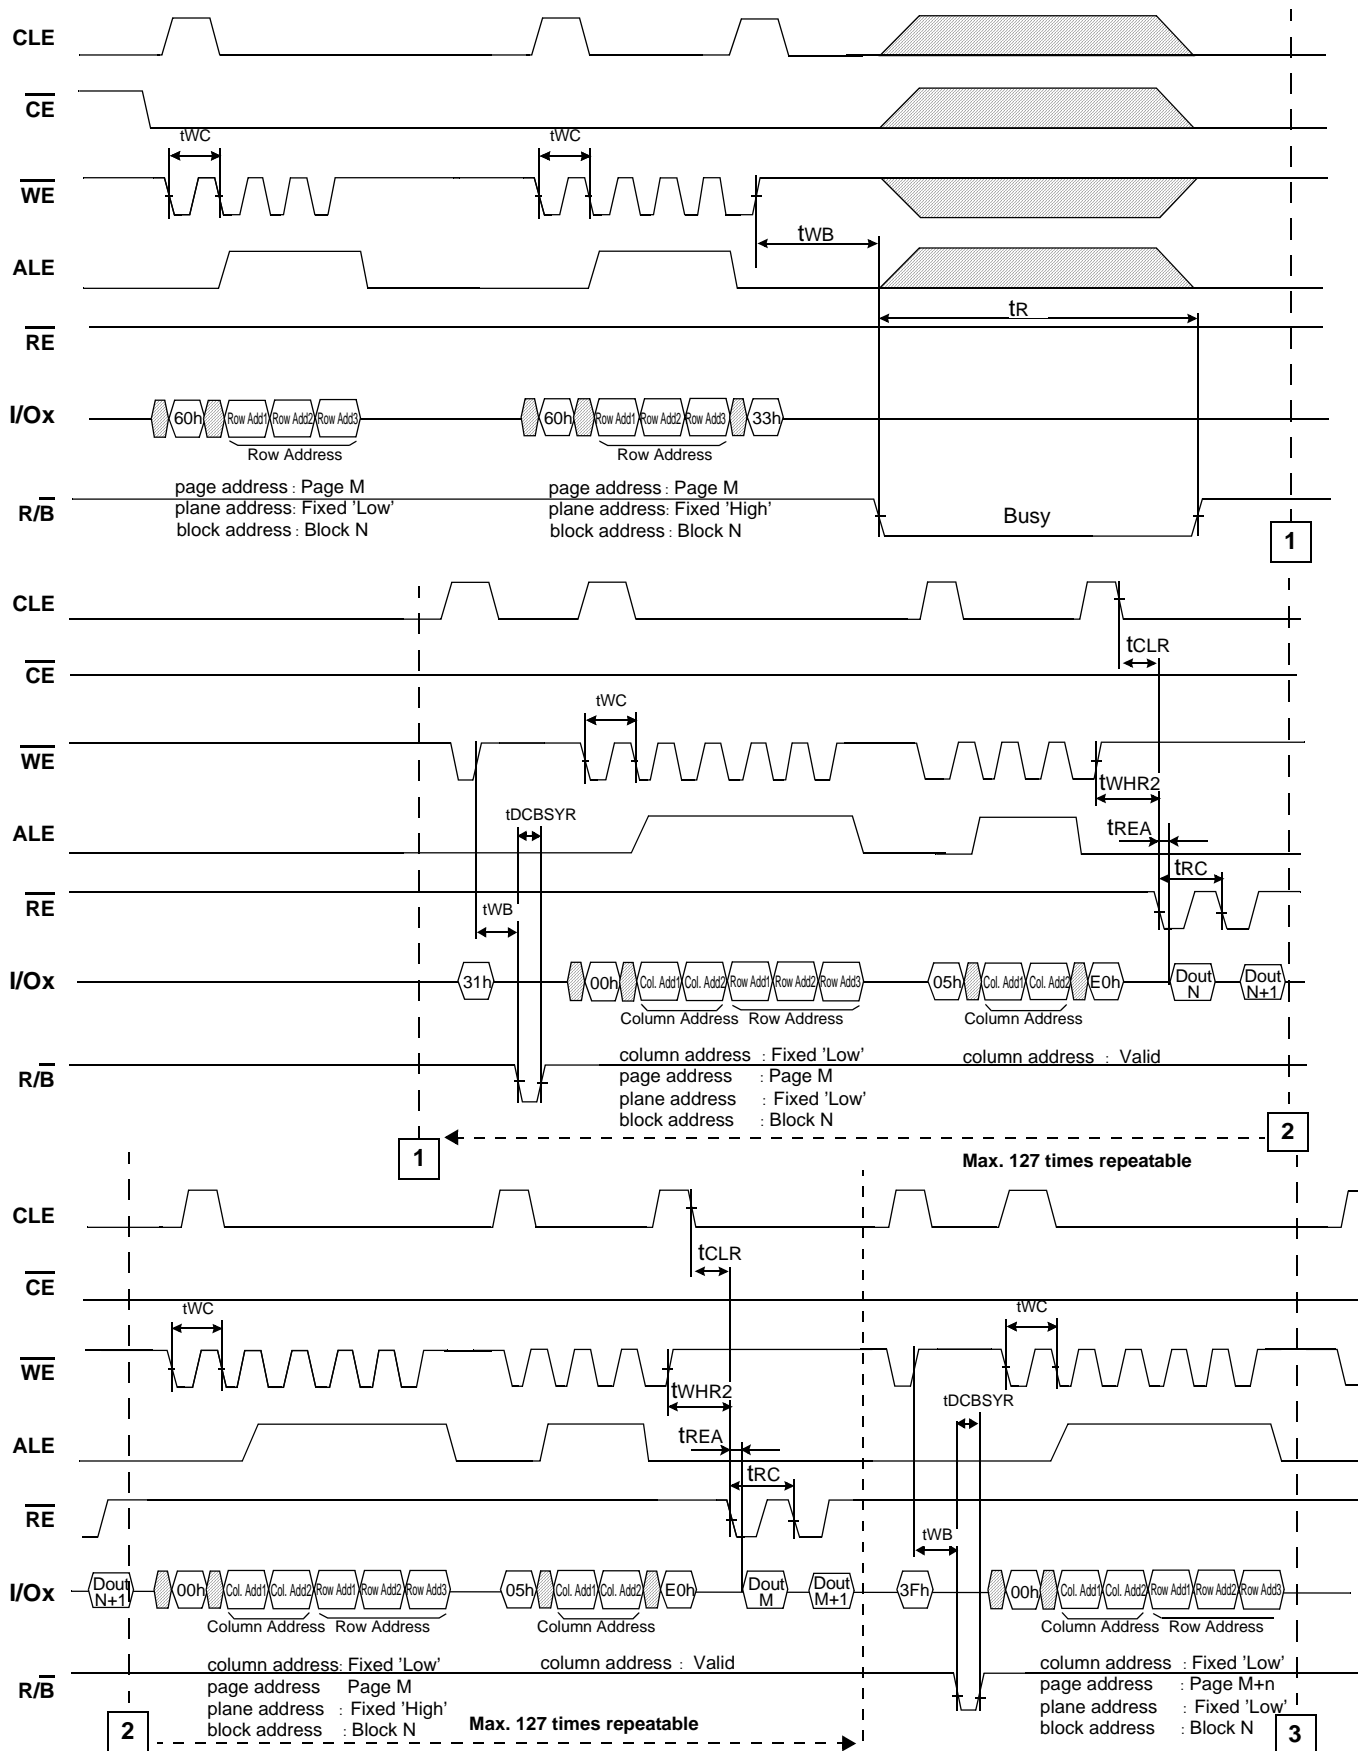 CLE
CE
tWC
tWC
WE
tWB
ALE
tR
RE
I/Ox
60h
Row Add1
Row Add2
Row Add3
60h
Row Add1
Row Add2
Row Add3
33h
Row Address
Row Address
page address : Page M
plane address: Fixed 'Low'
block address : Block N
page address : Page M
plane address: Fixed 'High'
block address : Block N
R/B
Busy
1
CLE
tCLR
CE
tWC
WE
tWHR2
tDCBSYR
ALE
tREA
tRC
RE
tWB
I/Ox
31h
00h
Col. Add1
Col. Add2
Row Add1
Row Add2
Row Add3
05h
Col. Add1
Col. Add2
E0h
Dout N
Dout N+1
Column Address
Row Address
Column Address
column address : Fixed 'Low'
page address : Page M
plane address : Fixed 'Low'
block address : Block N
column address : Valid
R/B
1
2
Max. 127 times repeatable
CLE
tCLR
CE
tWC
tWC
WE
tWHR2
tDCBSYR
ALE
tREA
tRC
RE
tWB
I/Ox
Dout N+1
00h
Col. Add1
Col. Add2
Row Add1
Row Add2
Row Add3
05h
Col. Add1
Col. Add2
E0h
Dout M
Dout M+1
3Fh
00h
Col. Add1
Col. Add2
Row Add1
Row Add2
Row Add3
Column Address
Row Address
Column Address
Column Address
Row Address
column address: Fixed 'Low'
page address Page M
plane address : Fixed 'High'
block address : Block N
column address : Valid
column address : Fixed 'Low'
page address : Page M+n
plane address : Fixed 'Low'
block address : Block N
R/B
2
Max. 127 times repeatable
3